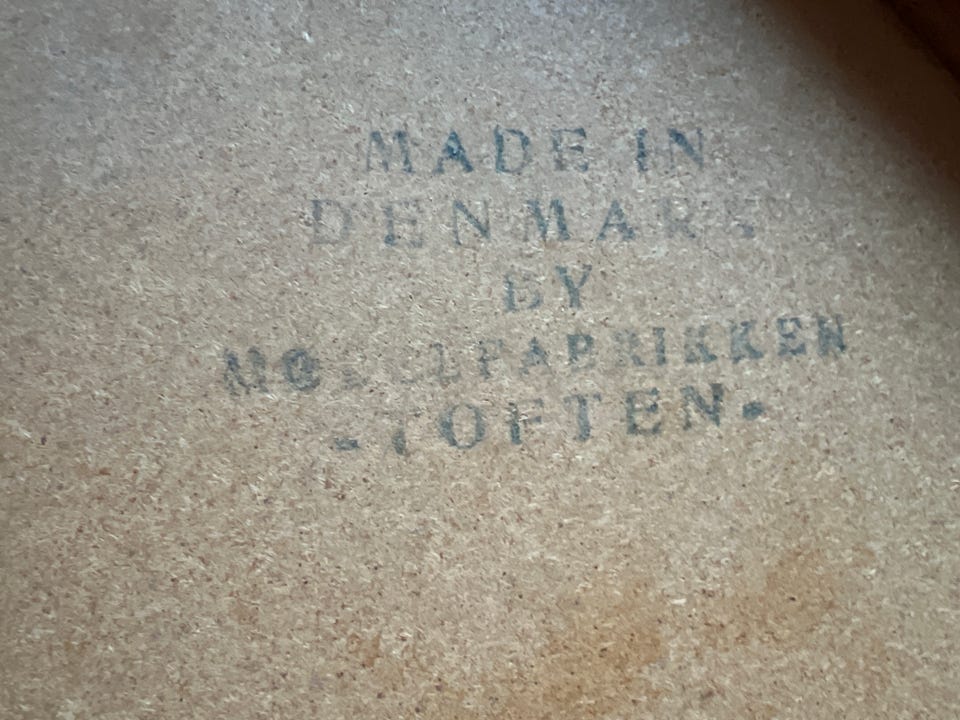 MADE IN
DENMARK
BY
MØBELFABRIKKEN
-TOFTEN-